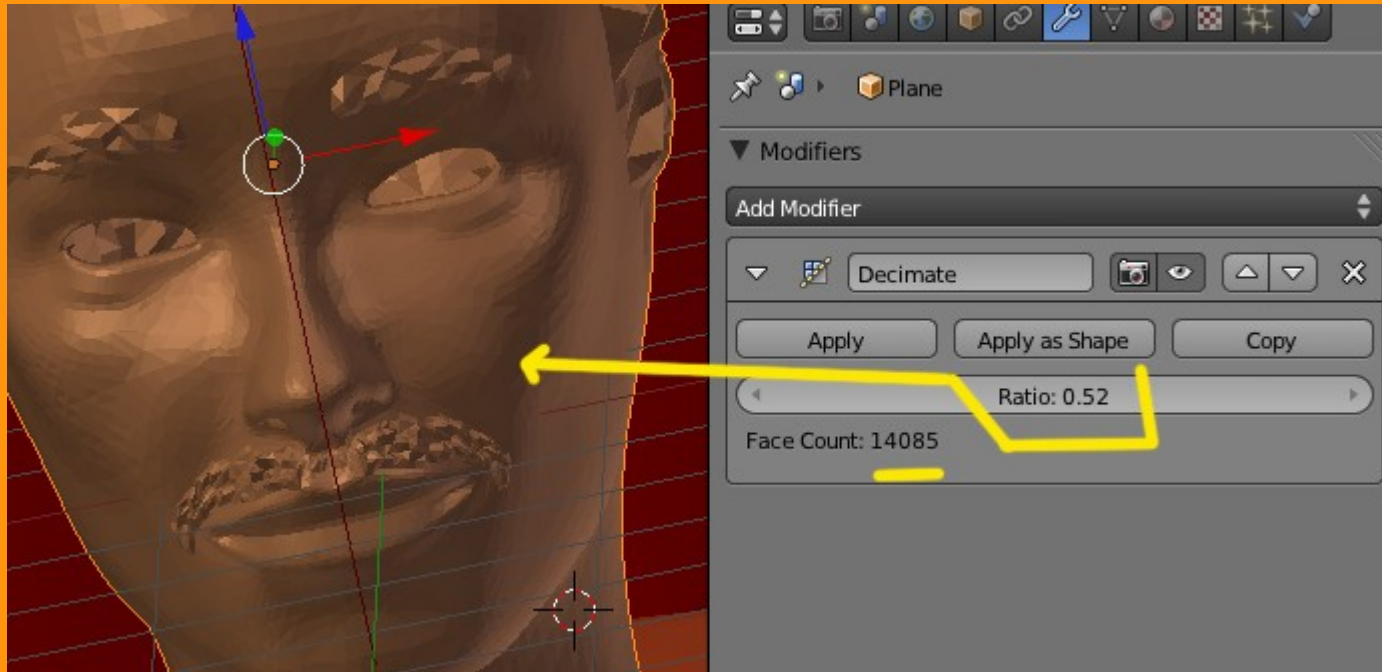 Plane
Modifiers
Add Modifier
Decimate
Apply
Apply as Shape
Copy
Ratio: 0.52
Face Count: 14085